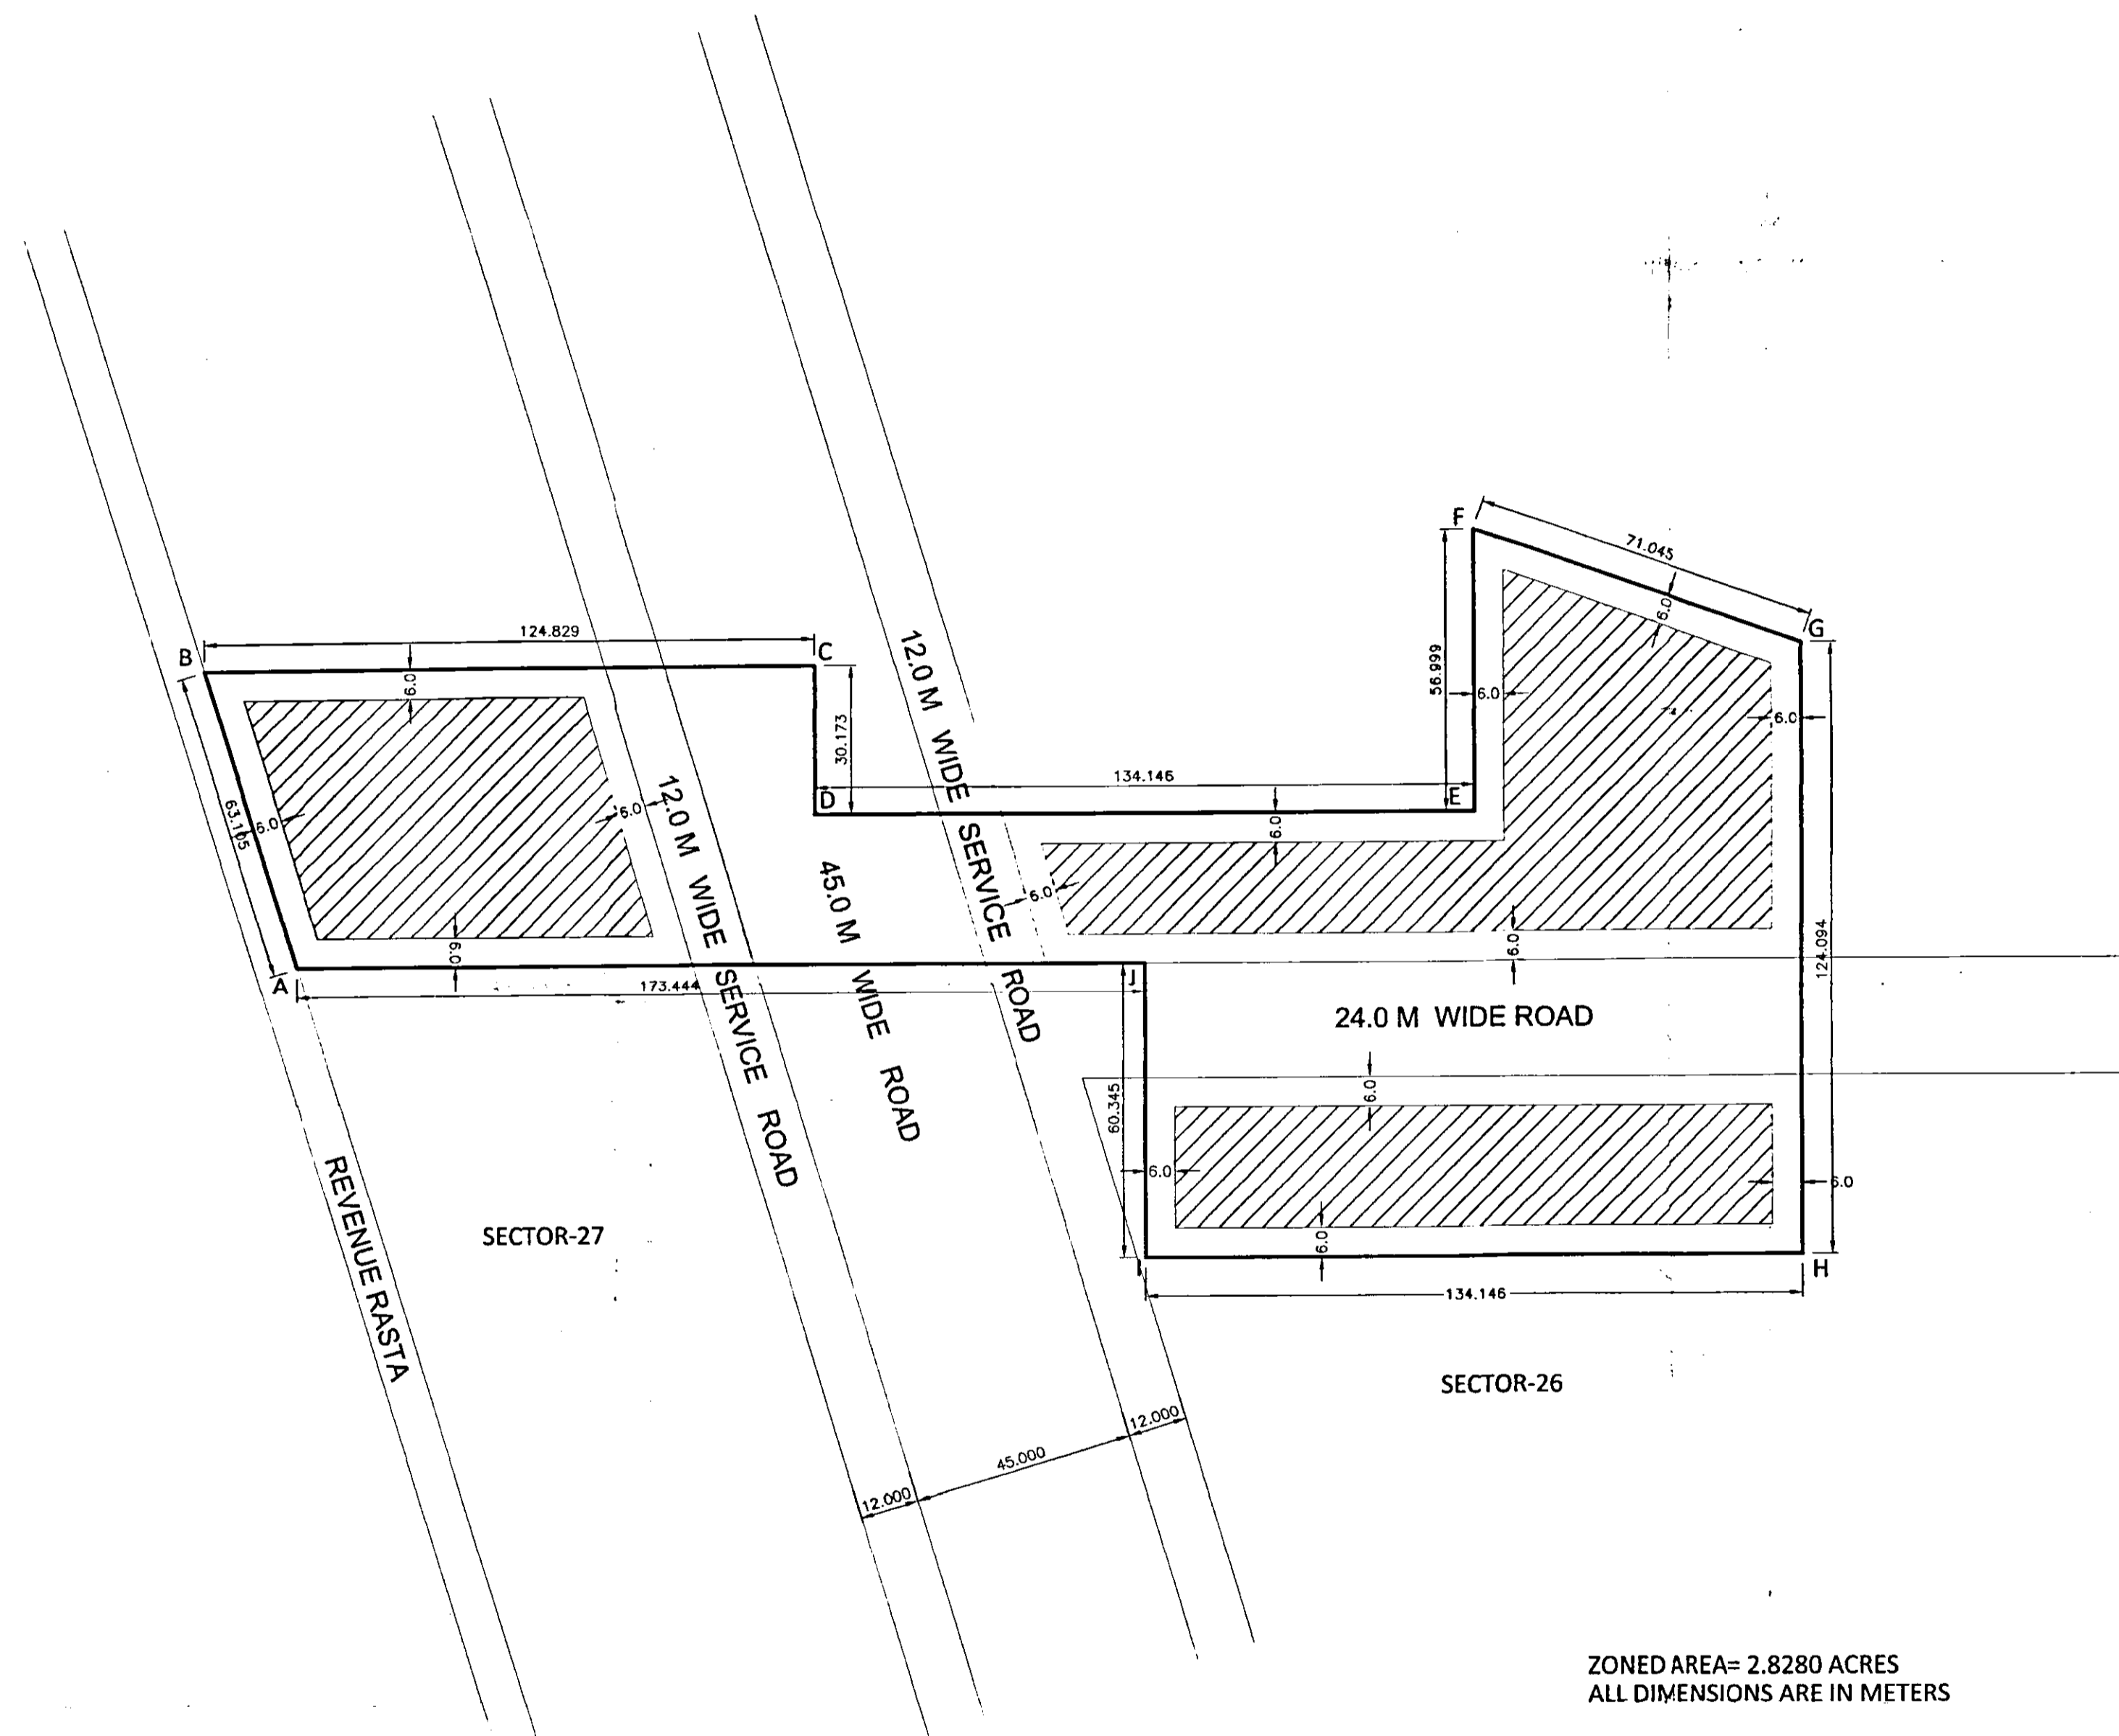 F
71.045
G
B
124.829
C
12.0 M WIDE SERVICE ROAD
56.999
6.0
6.0
6.0
6.0
30.173
134.146
D
E
12.0 M WIDE SERVICE ROAD
63.105
6.0
6.0
6.0
45.0 M WIDE ROAD
6.0
6.0
6.0
124.094
A
173.444
J
24.0 M WIDE ROAD
60.345
6.0
6.0
6.0
6.0
REVENUE RASTA
SECTOR-27
I
H
134.146
SECTOR-26
12.000
45.000
12.000
ZONED AREA= 2.8280 ACRES
ALL DIMENSIONS ARE IN METERS